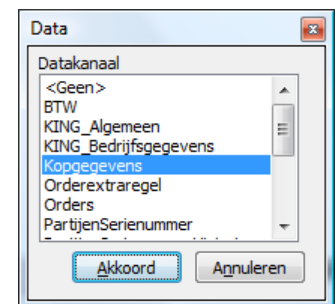 Data
Datakanaal
<Geen>
BTW
KING_Algemeen
KING_Bedrijfsgegevens
Kopgegevens
Orderextraregel
Orders
PartijenSerienummer
Akkoord
Annuleren